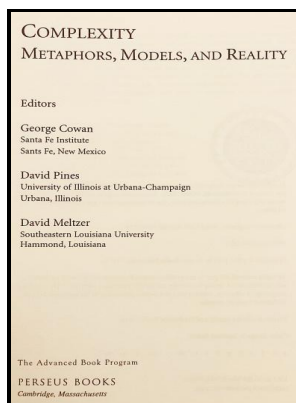 COMPLEXITY
METAPHORS, MODELS, AND REALITY
Editors
George Cowan
Santa Fe Institute
Santa Fe, New Mexico
David Pines
University of Illinois at Urbana-Champaign
Urbana, Illinois
David Meltzer
Southeastern Louisiana University
Hammond, Louisiana
The Advanced Book Program
PERSEUS BOOKS
Cambridge, Massachusetts